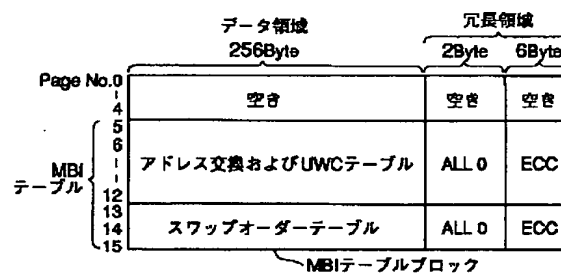 データ領域 冗長領域
256Byte 2Byte 6Byte
Page No.0
|
4
空き 空き 空き
MBI
テーブル
5
6
|
|
12
アドレス交換およびUWCテーブル ALL 0 ECC
13
14
15
スワップオーダーテーブル ALL 0 ECC
MBIテーブルブロック